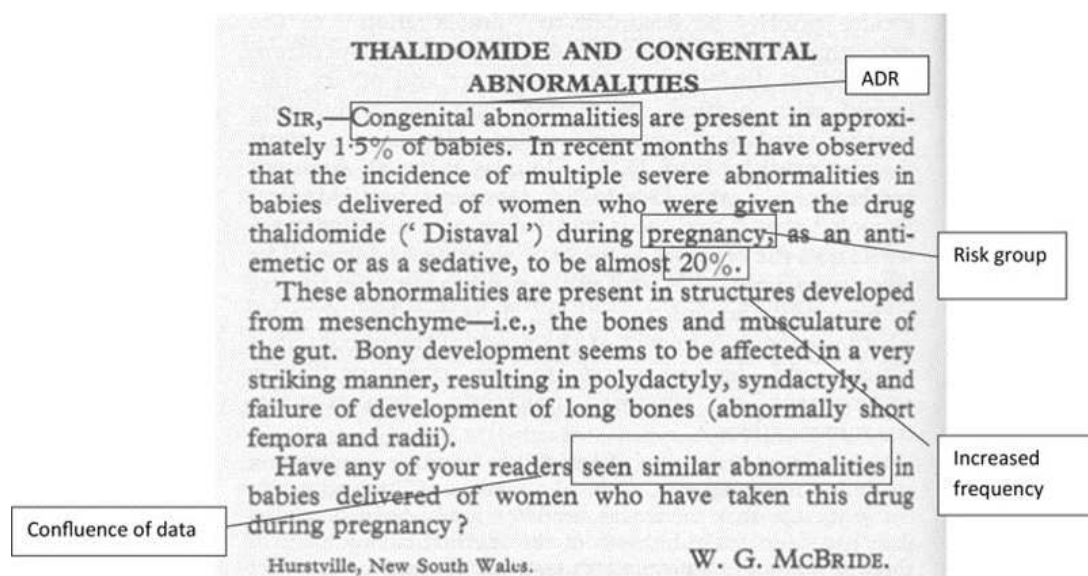 THALIDOMIDE AND CONGENITAL
ABNORMALITIES
ADR
SIR,—Congenital abnormalities are present in approxi-
mately 1·5% of babies. In recent months I have observed
that the incidence of multiple severe abnormalities in
babies delivered of women who were given the drug
thalidomide (‘ Distaval ’) during pregnancy, as an anti-
emetic or as a sedative, to be almost 20%.
Risk group
These abnormalities are present in structures developed
from mesenchyme—i.e., the bones and musculature of
the gut. Bony development seems to be affected in a very
striking manner, resulting in polydactyly, syndactyly, and
failure of development of long bones (abnormally short
femora and radii).
Increased
frequency
Have any of your readers seen similar abnormalities in
babies delivered of women who have taken this drug
during pregnancy ?
Confluence of data
Hurstville, New South Wales.
W. G. MCBRIDE.